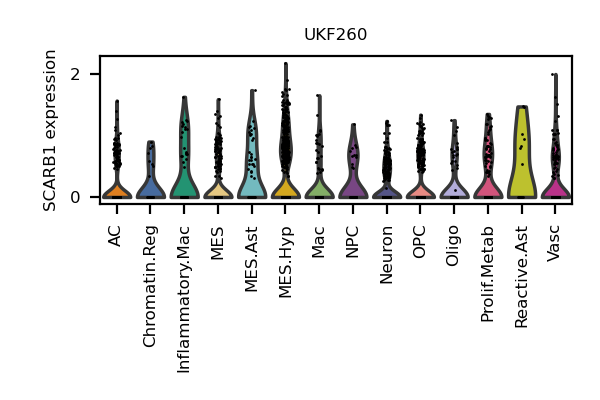 UKF260
SCARB1 expression
2
0
AC
Chromatin.Reg
Inflammatory.Mac
MES
MES.Ast
MES.Hyp
Mac
NPC
Neuron
OPC
Oligo
Prolif.Metab
Reactive.Ast
Vasc